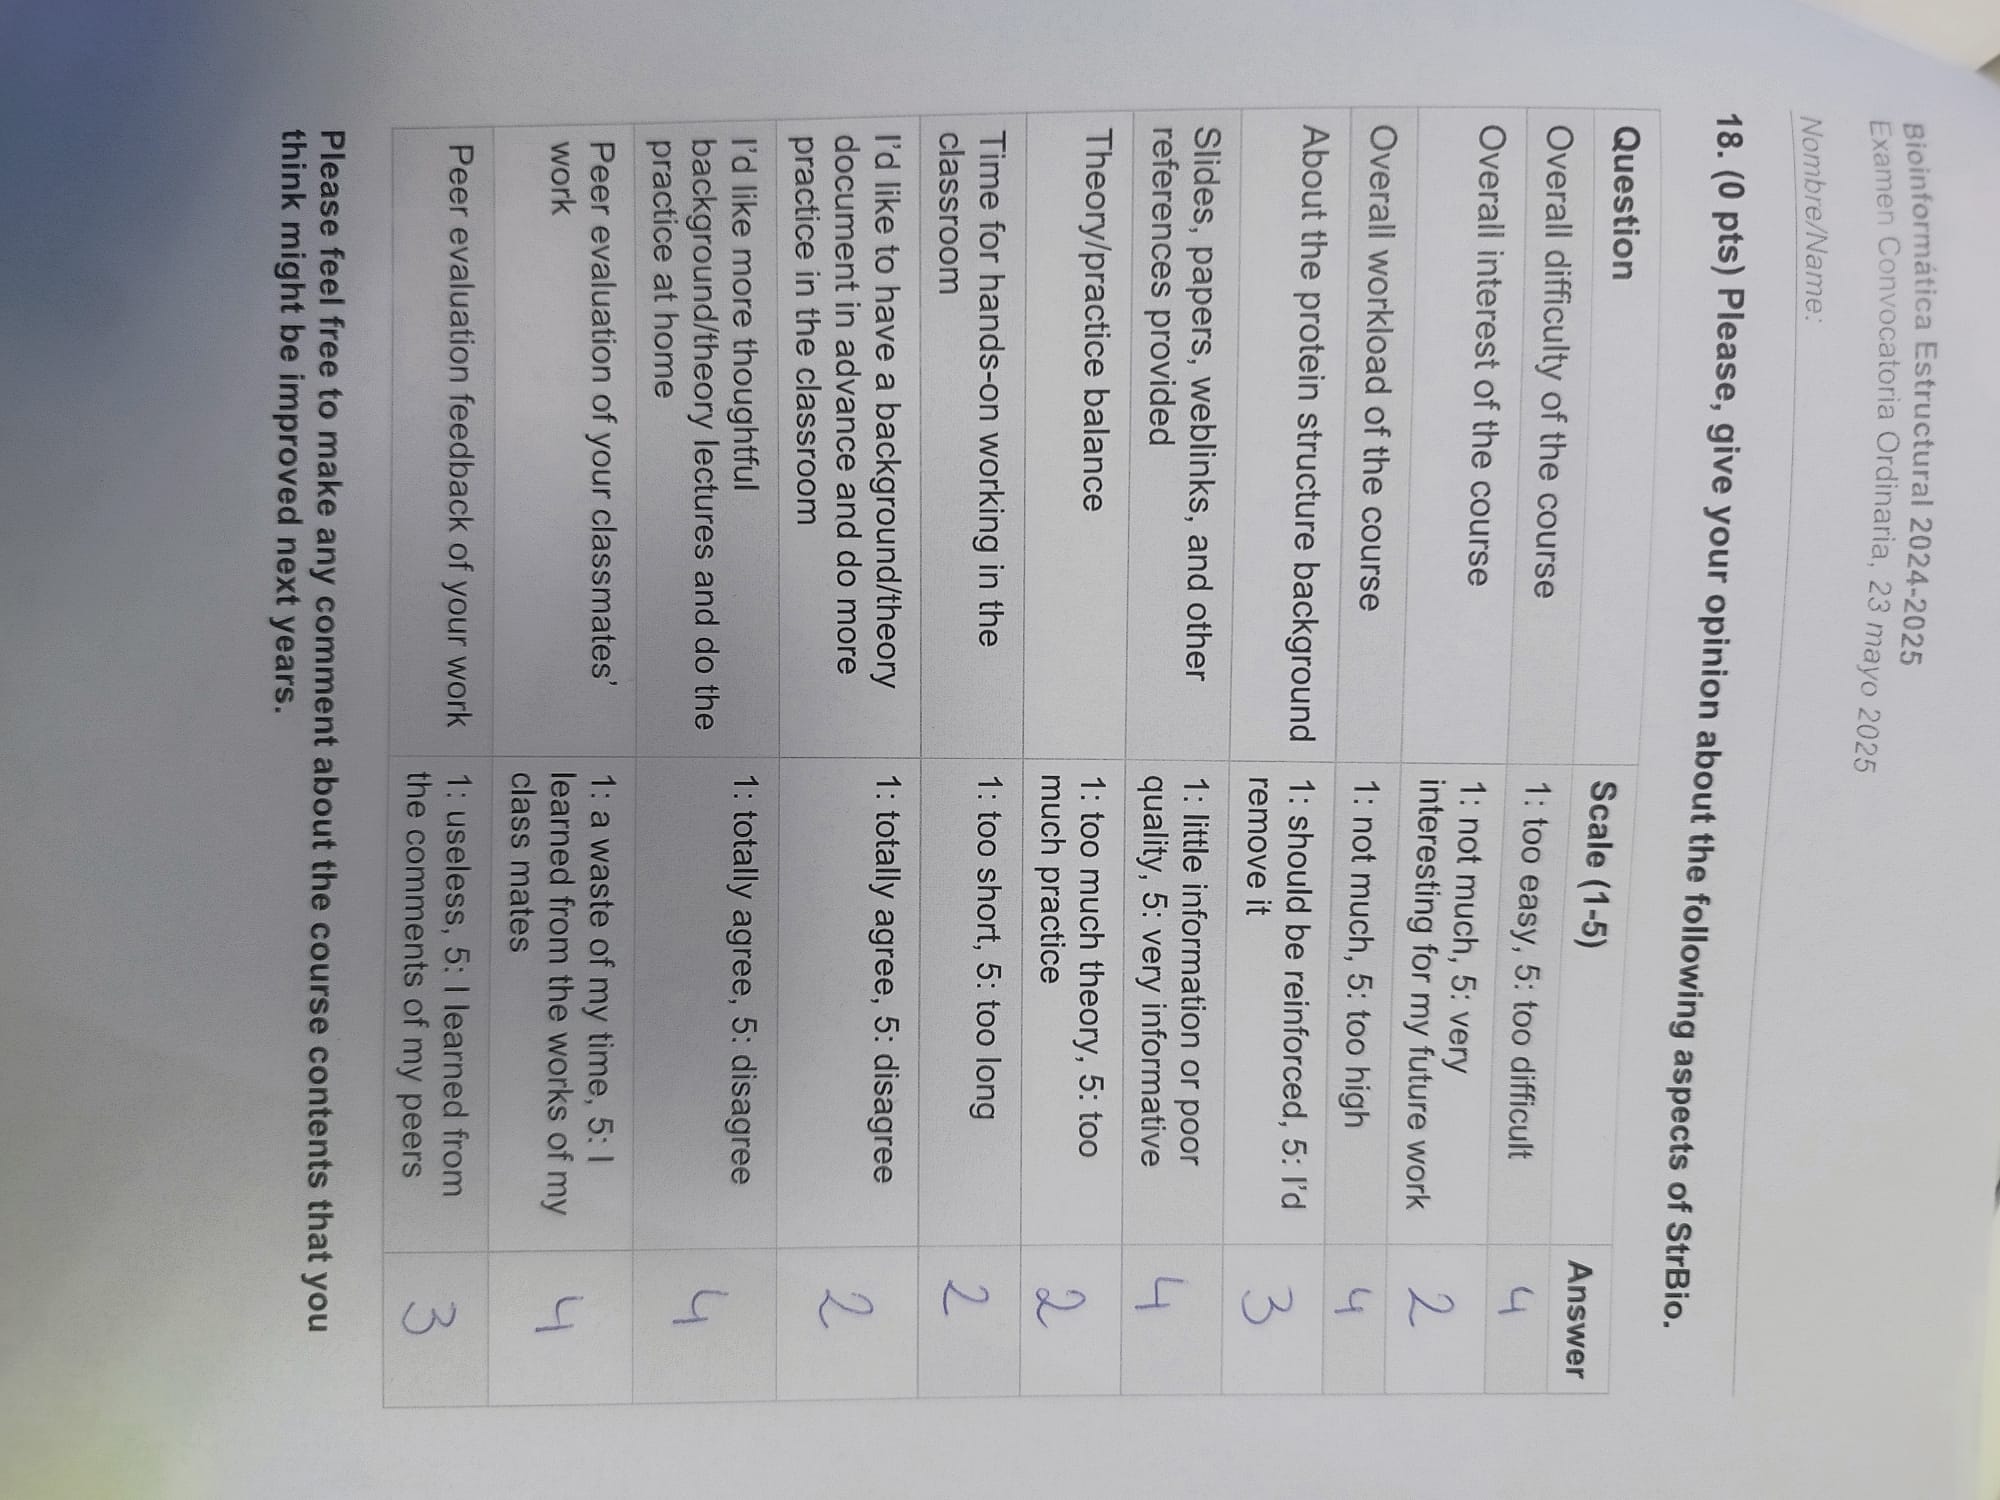 Bioinformática Estructural 2024-2025
Examen Convocatoria Ordinaria, 23 mayo 2025
Nombre/Name:
18. (0 pts) Please, give your opinion about the following aspects of StrBio.
Question Scale (1-5) Answer
Overall difficulty of the course 1: too easy, 5: too difficult 4
Overall interest of the course 1: not much, 5: very
interesting for my future work 2
Overall workload of the course 1: not much, 5: too high 4
About the protein structure background 1: should be reinforced, 5: I'd
remove it 3
Slides, papers, weblinks, and other
references provided 1: little information or poor
quality, 5: very informative 4
Theory/practice balance 1: too much theory, 5: too
much practice 2
Time for hands-on working in the
classroom 1: too short, 5: too long 2
I'd like to have a background/theory
document in advance and do more
practice in the classroom 1: totally agree, 5: disagree 2
I'd like more thoughtful
background/theory lectures and do the
practice at home 1: totally agree, 5: disagree 4
Peer evaluation of your classmates'
work 1: a waste of my time, 5: I
learned from the works of my
class mates 4
Peer evaluation feedback of your work 1: useless, 5: I learned from
the comments of my peers 3
Please feel free to make any comment about the course contents that you
think might be improved next years.